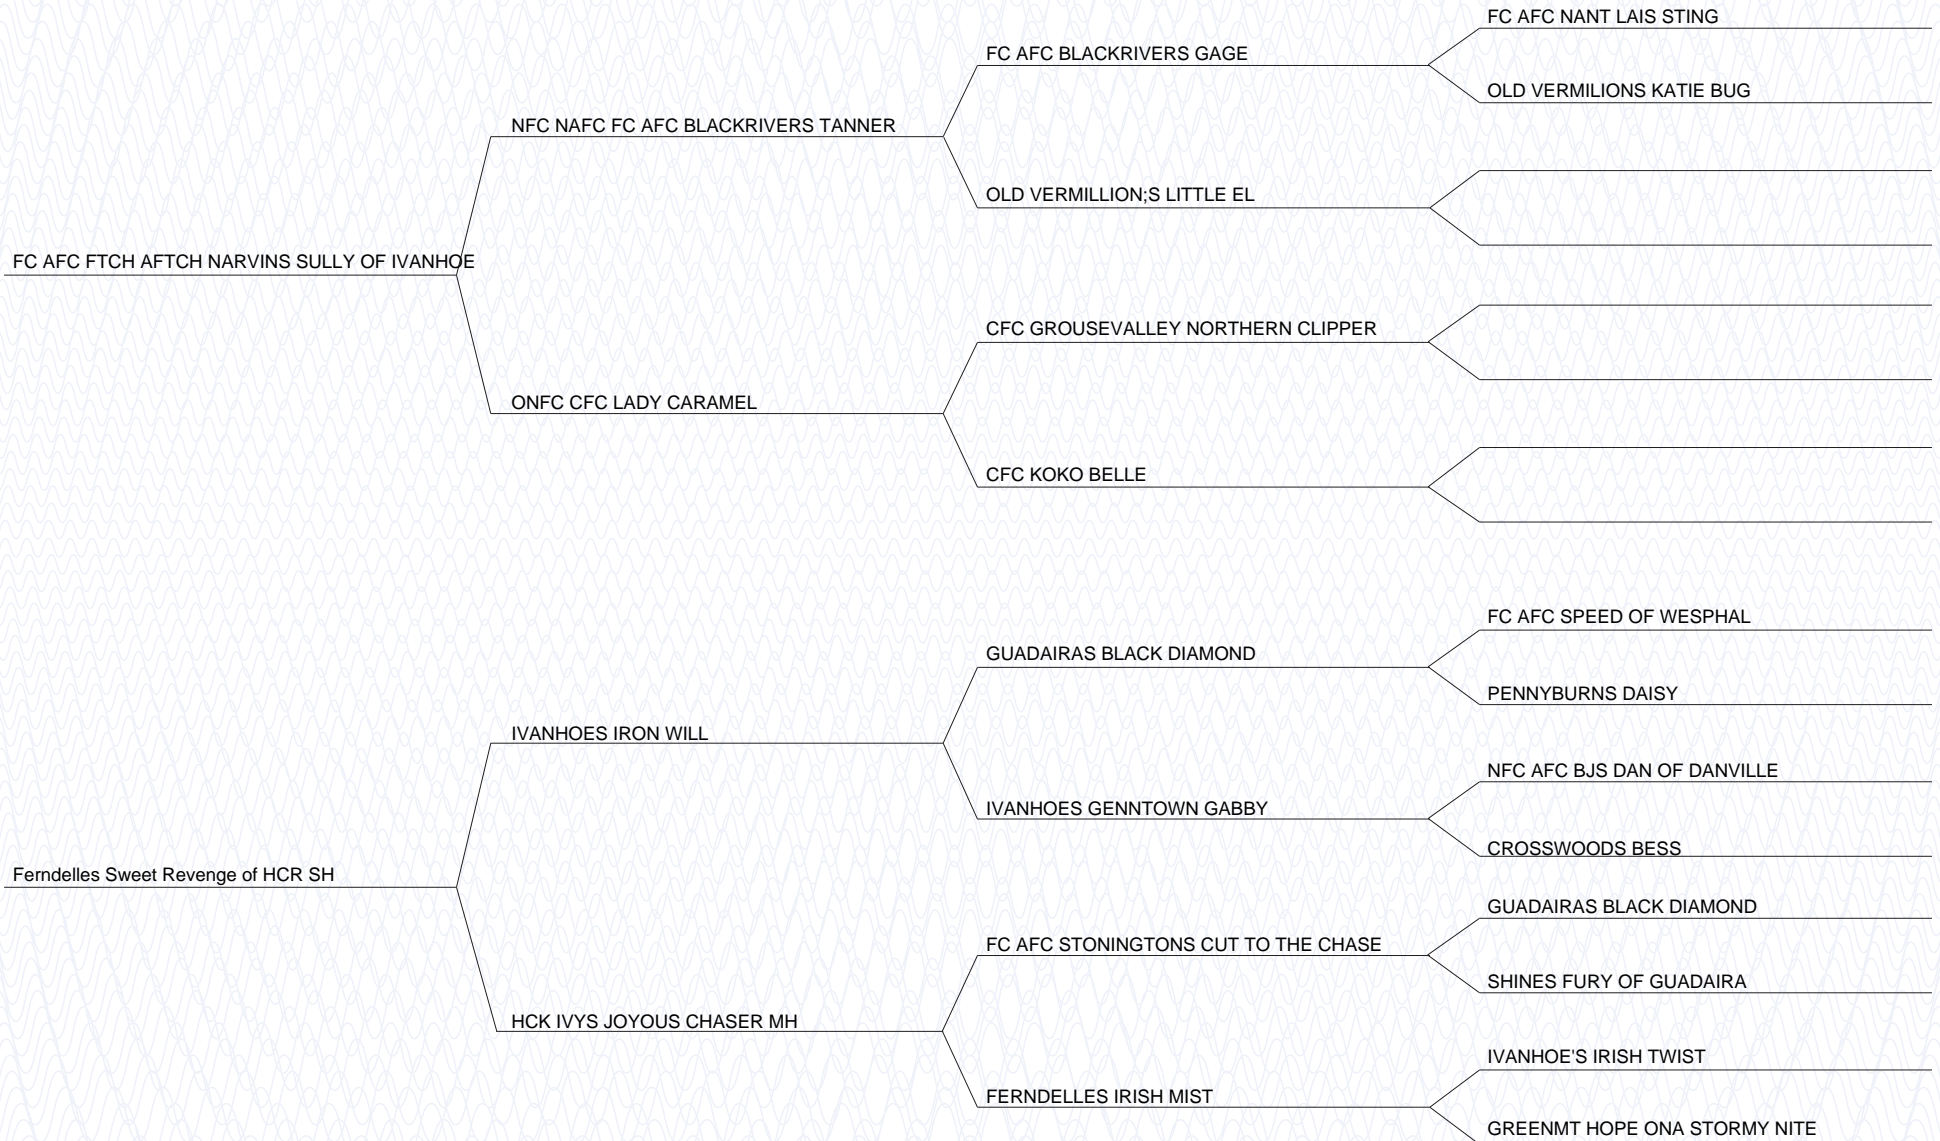 FC AFC NANT LAIS STING
FC AFC BLACKRIVERS GAGE
OLD VERMILIONS KATIE BUG
NFC NAFC FC AFC BLACKRIVERS TANNER
OLD VERMILLION;S LITTLE EL
FC AFC FTCH AFTCH NARVINS SULLY OF IVANHOE
CFC GROUSEVALLEY NORTHERN CLIPPER
ONFC CFC LADY CARAMEL
CFC KOKO BELLE
FC AFC SPEED OF WESPHAL
GUADAIRAS BLACK DIAMOND
PENNYBURNS DAISY
IVANHOES IRON WILL
NFC AFC BJS DAN OF DANVILLE
IVANHOES GENNTOWN GABBY
CROSSWOODS BESS
Ferndelles Sweet Revenge of HCR SH
GUADAIRAS BLACK DIAMOND
FC AFC STONINGTONS CUT TO THE CHASE
SHINES FURY OF GUADAIRA
HCK IVYS JOYOUS CHASER MH
IVANHOE'S IRISH TWIST
FERNDELLES IRISH MIST
GREENMT HOPE ONA STORMY NITE